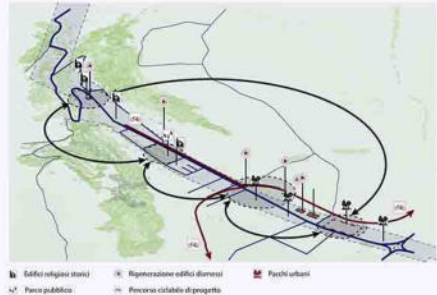 Edifici religiosi storici
Rigenerazione edifici dismessi
Parchi urbani
Parco pubblico
Percorso ciclabile di progetto